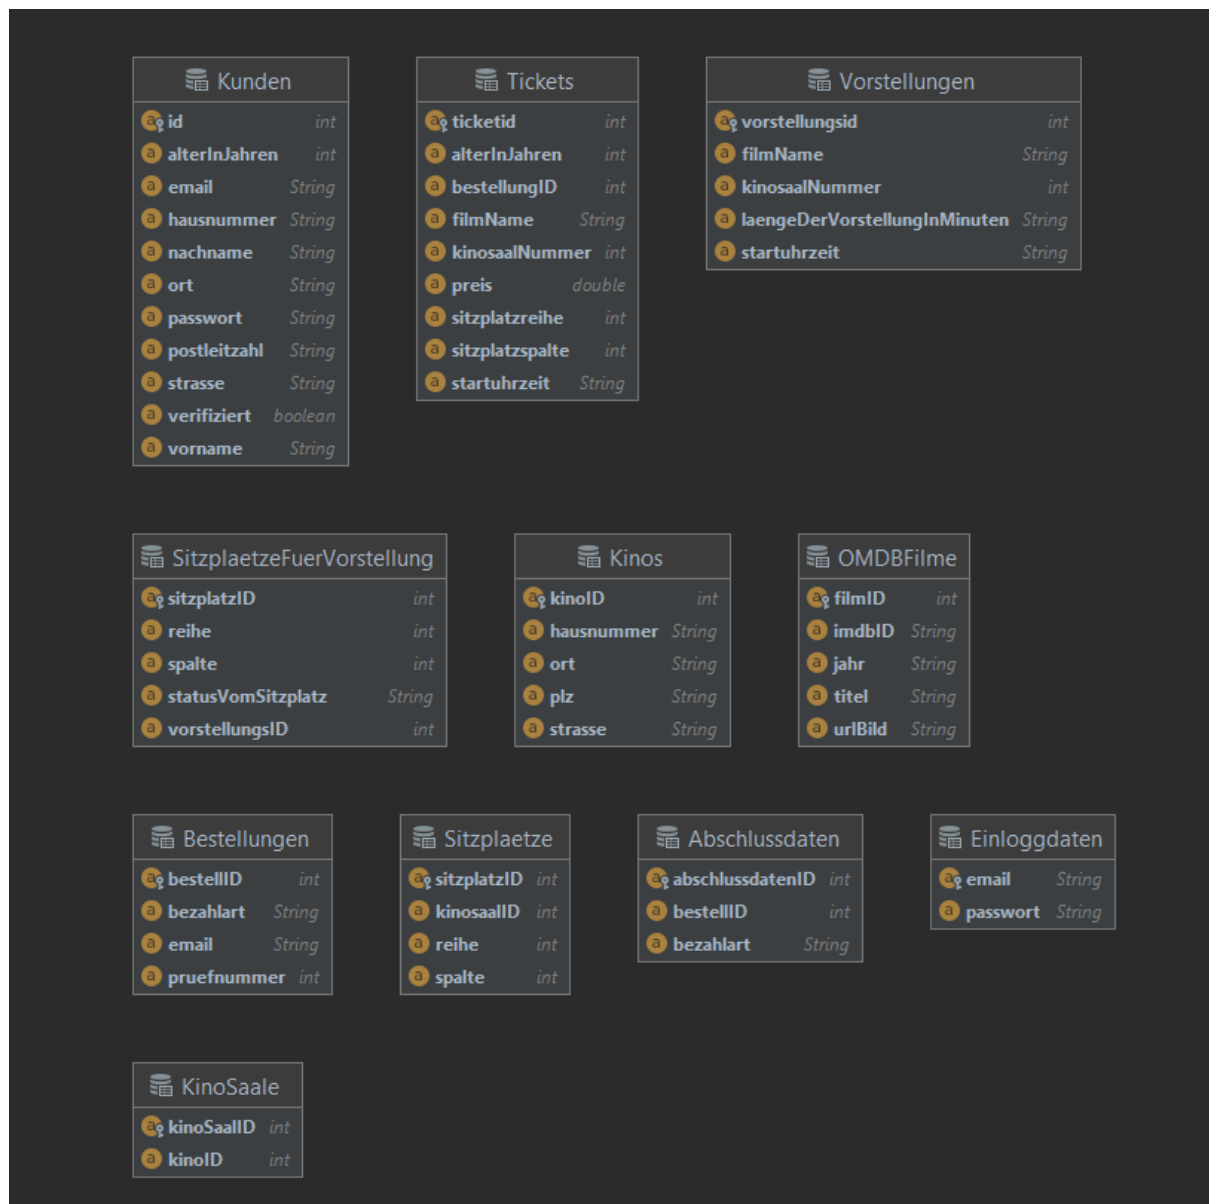 Kunden
id int
alterInJahren int
email String
hausnummer String
nachname String
ort String
passwort String
postleitzahl String
strasse String
verifiziert boolean
vorname String
Tickets
ticketid int
alterInJahren int
bestellungID int
filmName String
kinosaalNummer int
preis double
sitzplatzreihe int
sitzplatzspalte int
startuhrzeit String
Vorstellungen
vorstellungsid int
filmName String
kinosaalNummer int
laengeDerVorstellungInMinuten String
startuhrzeit String
SitzplaetzeFuerVorstellung
sitzplatzID int
reihe int
spalte int
statusVomSitzplatz String
vorstellungsID int
Kinos
kinoID int
hausnummer String
ort String
plz String
strasse String
OMDBFilme
filmID int
imdbID String
jahr String
titel String
urlBild String
Bestellungen
bestellID int
bezahlart String
email String
pruefnummer int
Sitzplaetze
sitzplatzID int
kinosaalID int
reihe int
spalte int
Abschlussdaten
abschlussdatenID int
bestellID int
bezahlart String
Einloggdaten
email String
passwort String
KinoSaale
kinoSaalID int
kinoID int